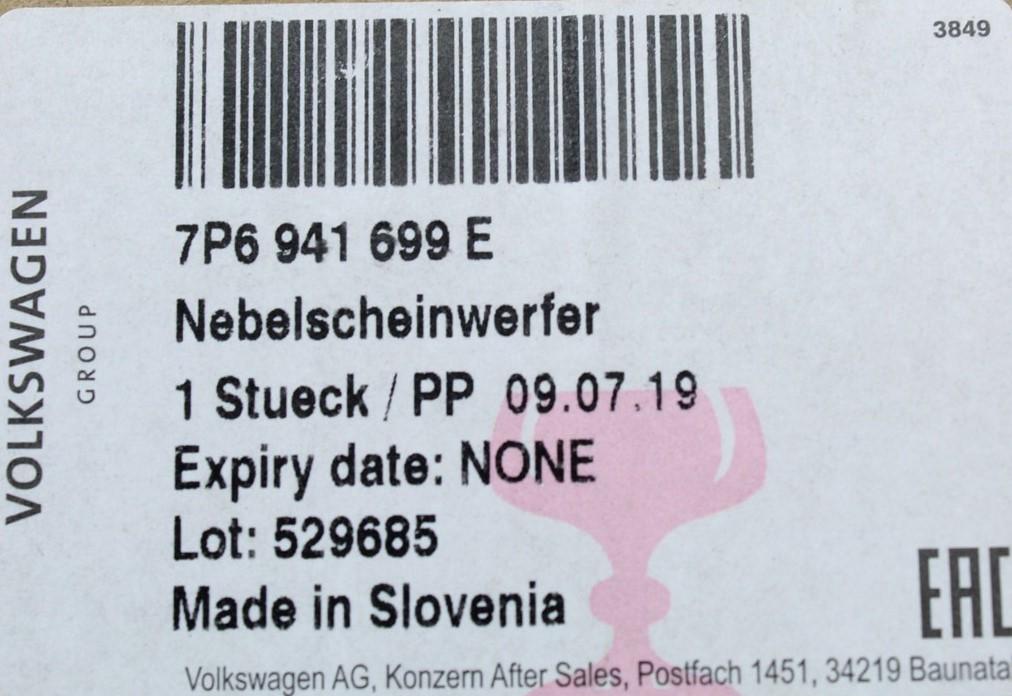 3849
VOLKSWAGEN
GROUP
7P6 941 699 E
Nebelscheinwerfer
1 Stueck / PP 09.07.19
Expiry date: NONE
Lot: 529685
Made in Slovenia
EAC
Volkswagen AG, Konzern After Sales, Postfach 1451, 34219 Baunatal